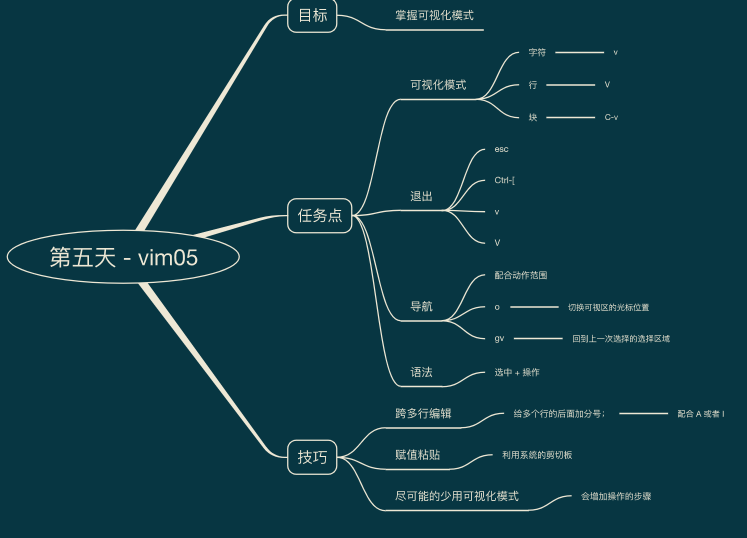 第五天 - vim05
目标
掌握可视化模式
任务点
可视化模式
字符
v
行
V
块
C-v
退出
esc
Ctrl-[
v
V
导航
配合动作范围
o
切换可视区的光标位置
gv
回到上一次选择的选择区域
语法
选中 + 操作
技巧
跨多行编辑
给多个行的后面加分号；
配合 A 或者 I
赋值粘贴
利用系统的剪切板
尽可能的少用可视化模式
会增加操作的步骤